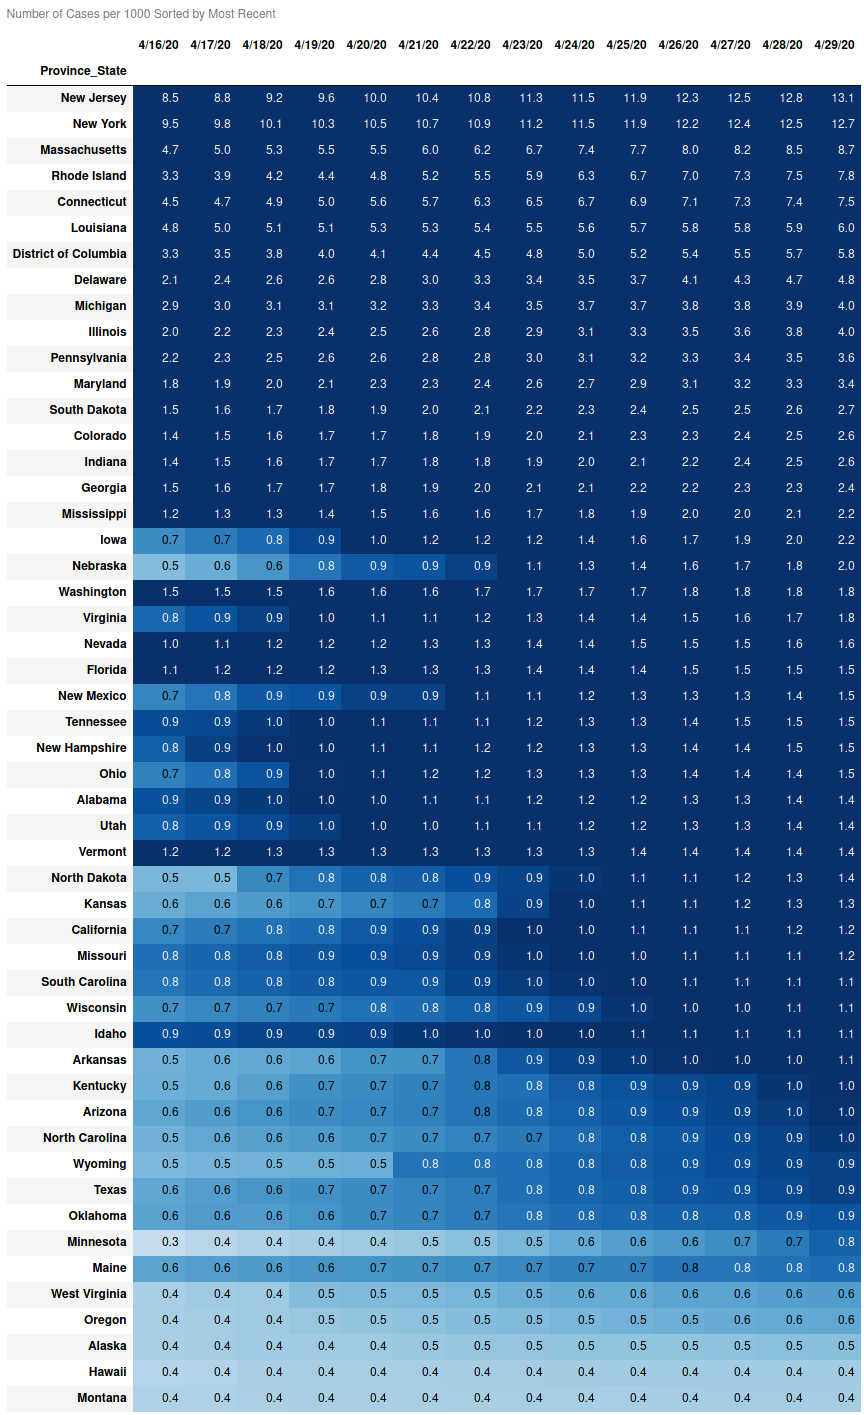 Number of Cases per 1000 Sorted by Most Recent
4/16/20 4/17/20 4/18/20 4/19/20 4/20/20 4/21/20 4/22/20 4/23/20 4/24/20 4/25/20 4/26/20 4/27/20 4/28/20 4/29/20
Province_State
New Jersey 8.5 8.8 9.2 9.6 10.0 10.4 10.8 11.3 11.5 11.9 12.3 12.5 12.8 13.1
New York 9.5 9.8 10.1 10.3 10.5 10.7 10.9 11.2 11.5 11.9 12.2 12.4 12.5 12.7
Massachusetts 4.7 5.0 5.3 5.5 5.5 6.0 6.2 6.7 7.4 7.7 8.0 8.2 8.5 8.7
Rhode Island 3.3 3.9 4.2 4.4 4.8 5.2 5.5 5.9 6.3 6.7 7.0 7.3 7.5 7.8
Connecticut 4.5 4.7 4.9 5.0 5.6 5.7 6.3 6.5 6.7 6.9 7.1 7.3 7.4 7.5
Louisiana 4.8 5.0 5.1 5.1 5.3 5.3 5.4 5.5 5.6 5.7 5.8 5.8 5.9 6.0
District of Columbia 3.3 3.5 3.8 4.0 4.1 4.4 4.5 4.8 5.0 5.2 5.4 5.5 5.7 5.8
Delaware 2.1 2.4 2.6 2.6 2.8 3.0 3.3 3.4 3.5 3.7 4.1 4.3 4.7 4.8
Michigan 2.9 3.0 3.1 3.1 3.2 3.3 3.4 3.5 3.7 3.7 3.8 3.8 3.9 4.0
Illinois 2.0 2.2 2.3 2.4 2.5 2.6 2.8 2.9 3.1 3.3 3.5 3.6 3.8 4.0
Pennsylvania 2.2 2.3 2.5 2.6 2.6 2.8 2.8 3.0 3.1 3.2 3.3 3.4 3.5 3.6
Maryland 1.8 1.9 2.0 2.1 2.3 2.3 2.4 2.6 2.7 2.9 3.1 3.2 3.3 3.4
South Dakota 1.5 1.6 1.7 1.8 1.9 2.0 2.1 2.2 2.3 2.4 2.5 2.5 2.6 2.7
Colorado 1.4 1.5 1.6 1.7 1.7 1.8 1.9 2.0 2.1 2.3 2.3 2.4 2.5 2.6
Indiana 1.4 1.5 1.6 1.7 1.7 1.8 1.8 1.9 2.0 2.1 2.2 2.4 2.5 2.6
Georgia 1.5 1.6 1.7 1.7 1.8 1.9 2.0 2.1 2.1 2.2 2.2 2.3 2.3 2.4
Mississippi 1.2 1.3 1.3 1.4 1.5 1.6 1.6 1.7 1.8 1.9 2.0 2.0 2.1 2.2
Iowa 0.7 0.7 0.8 0.9 1.0 1.2 1.2 1.2 1.4 1.6 1.7 1.9 2.0 2.2
Nebraska 0.5 0.6 0.6 0.8 0.9 0.9 0.9 1.1 1.3 1.4 1.6 1.7 1.8 2.0
Washington 1.5 1.5 1.5 1.6 1.6 1.6 1.7 1.7 1.7 1.7 1.8 1.8 1.8 1.8
Virginia 0.8 0.9 0.9 1.0 1.1 1.1 1.2 1.3 1.4 1.4 1.5 1.6 1.7 1.8
Nevada 1.0 1.1 1.2 1.2 1.2 1.3 1.3 1.4 1.4 1.5 1.5 1.5 1.6 1.6
Florida 1.1 1.2 1.2 1.2 1.3 1.3 1.3 1.4 1.4 1.4 1.5 1.5 1.5 1.5
New Mexico 0.7 0.8 0.9 0.9 0.9 0.9 1.1 1.1 1.2 1.3 1.3 1.3 1.4 1.5
Tennessee 0.9 0.9 1.0 1.0 1.1 1.1 1.1 1.2 1.3 1.3 1.4 1.5 1.5 1.5
New Hampshire 0.8 0.9 1.0 1.0 1.1 1.1 1.2 1.2 1.3 1.3 1.4 1.4 1.5 1.5
Ohio 0.7 0.8 0.9 1.0 1.1 1.2 1.2 1.3 1.3 1.3 1.4 1.4 1.4 1.5
Alabama 0.9 0.9 1.0 1.0 1.0 1.1 1.1 1.2 1.2 1.2 1.3 1.3 1.4 1.4
Utah 0.8 0.9 0.9 1.0 1.0 1.0 1.1 1.1 1.2 1.2 1.3 1.3 1.4 1.4
Vermont 1.2 1.2 1.3 1.3 1.3 1.3 1.3 1.3 1.3 1.4 1.4 1.4 1.4 1.4
North Dakota 0.5 0.5 0.7 0.8 0.8 0.8 0.9 0.9 1.0 1.1 1.1 1.2 1.3 1.4
Kansas 0.6 0.6 0.6 0.7 0.7 0.7 0.8 0.9 1.0 1.1 1.1 1.2 1.3 1.3
California 0.7 0.7 0.8 0.8 0.9 0.9 0.9 1.0 1.0 1.1 1.1 1.1 1.2 1.2
Missouri 0.8 0.8 0.8 0.9 0.9 0.9 0.9 1.0 1.0 1.1 1.1 1.1 1.1 1.2
South Carolina 0.8 0.8 0.8 0.8 0.9 0.9 0.9 1.0 1.0 1.0 1.1 1.1 1.1 1.1
Wisconsin 0.7 0.7 0.7 0.7 0.8 0.8 0.8 0.9 0.9 1.0 1.0 1.0 1.1 1.1
Idaho 0.9 0.9 0.9 0.9 0.9 1.0 1.0 1.0 1.0 1.1 1.1 1.1 1.1 1.1
Arkansas 0.5 0.6 0.6 0.6 0.7 0.7 0.8 0.9 0.9 1.0 1.0 1.0 1.0 1.1
Kentucky 0.5 0.6 0.6 0.7 0.7 0.7 0.8 0.8 0.8 0.9 0.9 0.9 1.0 1.0
Arizona 0.6 0.6 0.6 0.7 0.7 0.7 0.8 0.8 0.8 0.9 0.9 0.9 1.0 1.0
North Carolina 0.5 0.6 0.6 0.6 0.7 0.7 0.7 0.7 0.8 0.8 0.9 0.9 0.9 1.0
Wyoming 0.5 0.5 0.5 0.5 0.5 0.8 0.8 0.8 0.8 0.8 0.9 0.9 0.9 0.9
Texas 0.6 0.6 0.6 0.7 0.7 0.7 0.7 0.8 0.8 0.8 0.9 0.9 0.9 0.9
Oklahoma 0.6 0.6 0.6 0.6 0.7 0.7 0.7 0.8 0.8 0.8 0.8 0.8 0.9 0.9
Minnesota 0.3 0.4 0.4 0.4 0.4 0.5 0.5 0.5 0.6 0.6 0.6 0.7 0.7 0.8
Maine 0.6 0.6 0.6 0.6 0.7 0.7 0.7 0.7 0.7 0.7 0.8 0.8 0.8 0.8
West Virginia 0.4 0.4 0.4 0.5 0.5 0.5 0.5 0.5 0.6 0.6 0.6 0.6 0.6 0.6
Oregon 0.4 0.4 0.4 0.5 0.5 0.5 0.5 0.5 0.5 0.5 0.5 0.6 0.6 0.6
Alaska 0.4 0.4 0.4 0.4 0.4 0.5 0.5 0.5 0.5 0.5 0.5 0.5 0.5 0.5
Hawaii 0.4 0.4 0.4 0.4 0.4 0.4 0.4 0.4 0.4 0.4 0.4 0.4 0.4 0.4
Montana 0.4 0.4 0.4 0.4 0.4 0.4 0.4 0.4 0.4 0.4 0.4 0.4 0.4 0.4